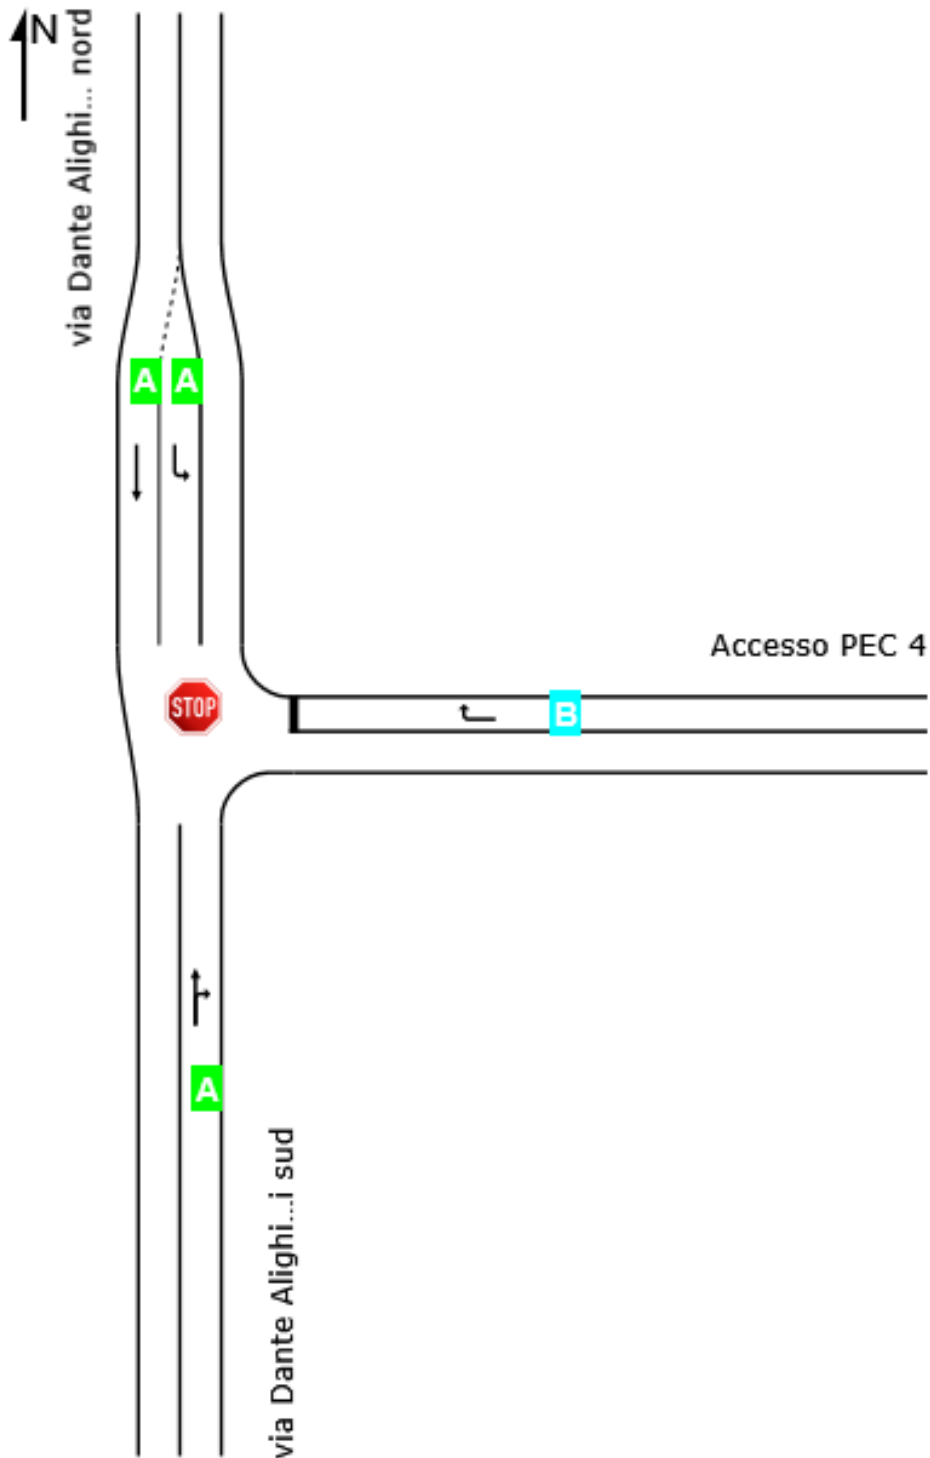 N
via Dante Alighi... nord
A A
Accesso PEC 4
STOP
B
A
via Dante Alighi...i sud